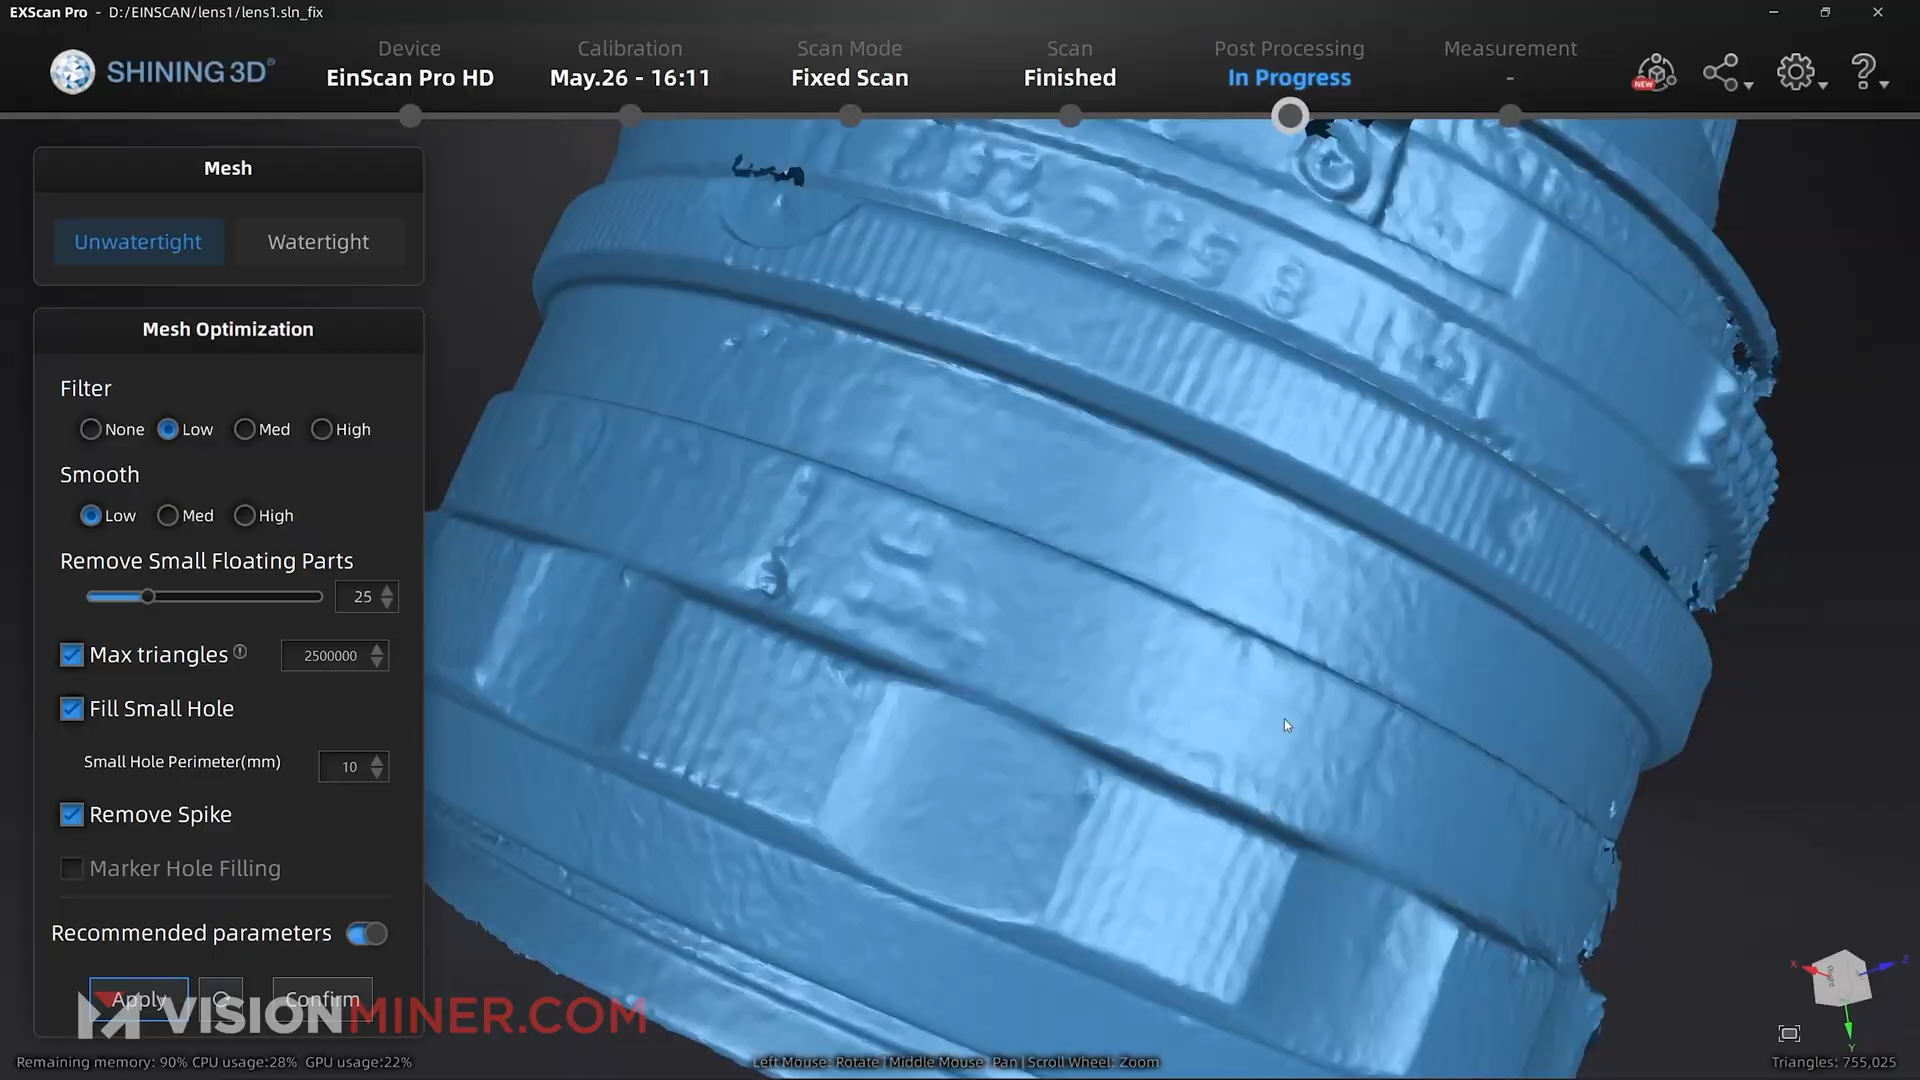 EXScan Pro - D:/EINSCAN/lens1/lens1.sln_fix
SHINING 3D®
Device
EinScan Pro HD
Calibration
May.26 - 16:11
Scan Mode
Fixed Scan
Scan
Finished
Post Processing
In Progress
Measurement
-
NEW
Mesh
Unwatertight
Watertight
Mesh Optimization
Filter
None Low Med High
Smooth
Low Med High
Remove Small Floating Parts
25
Max triangles 2500000
Fill Small Hole
Small Hole Perimeter(mm) 10
Remove Spike
Marker Hole Filling
Recommended parameters
Apply Confirm
VISIONMINER.COM
Remaining memory: 90% CPU usage:28% GPU usage:22%
Left Mouse: Rotate | Middle Mouse: Pan | Scroll Wheel: Zoom
Right
X
Z
Y
Triangles: 755,025